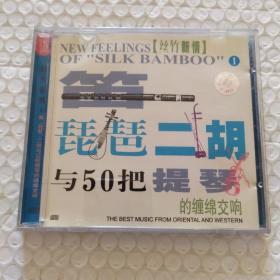 NEW FEELINGS【丝竹新情】
OF "SILK BAMBOO" 1
笛
琵琶二胡
与50把提琴
的缠绵交响
THE BEST MUSIC FROM ORIENTAL AND WESTERN